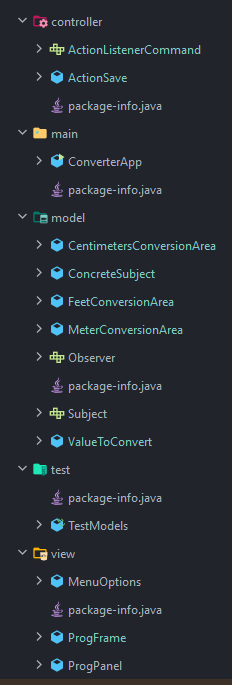 controller
ActionListenerCommand
ActionSave
package-info.java
main
ConverterApp
package-info.java
model
CentimetersConversionArea
ConcreteSubject
FeetConversionArea
MeterConversionArea
Observer
package-info.java
Subject
ValueToConvert
test
package-info.java
TestModels
view
MenuOptions
package-info.java
ProgFrame
ProgPanel